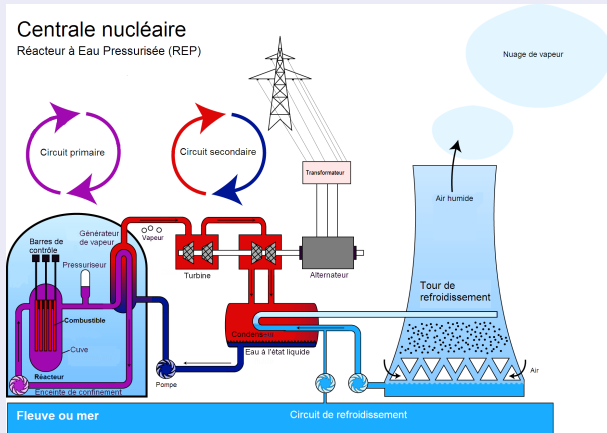 Centrale nucléaire
Réacteur à Eau Pressurisée (REP)
Nuage de vapeur
Circuit primaire
Circuit secondaire
Transformateur
Air humide
Générateur
de vapeur
Vapeur
Barres de
contrôle
Pressuriseur
Turbine
Alternateur
Tour de
refroidissement
Combustible
Condenseur
Cuve
Eau à l'état liquide
Réacteur
Pompe
Air
Enceinte de confinement
Fleuve ou mer
Circuit de refroidissement